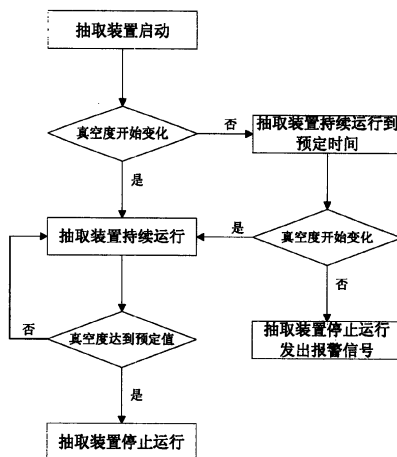 抽取装置启动
真空度开始变化
否
抽取装置持续运行到
预定时间
是
抽取装置持续运行
是
真空度开始变化
否
否
真空度达到预定值
抽取装置停止运行
发出报警信号
是
抽取装置停止运行